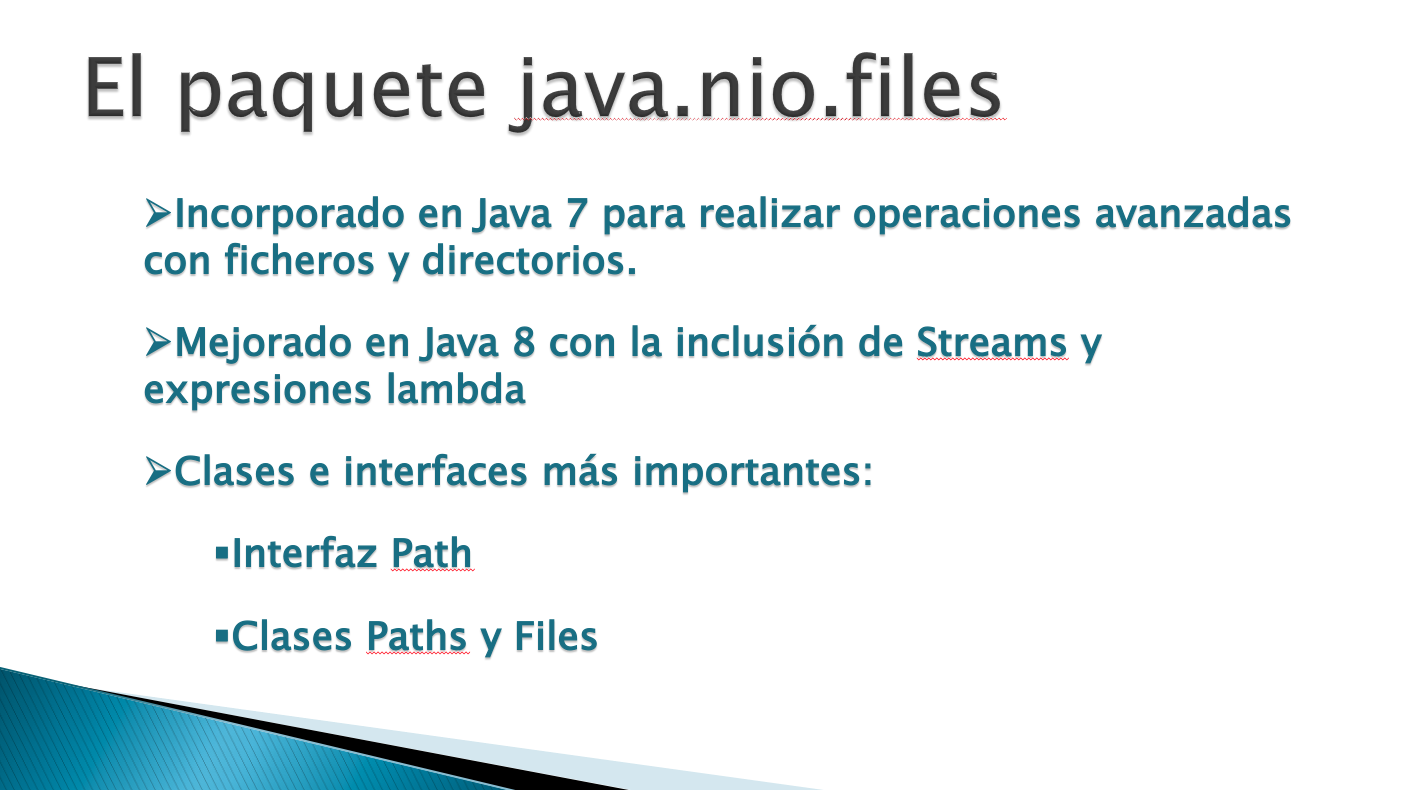 El paquete java.nio.files
➢Incorporado en Java 7 para realizar operaciones avanzadas
con ficheros y directorios.
➢Mejorado en Java 8 con la inclusión de Streams y
expresiones lambda
➢Clases e interfaces más importantes:
▪Interfaz Path
▪Clases Paths y Files